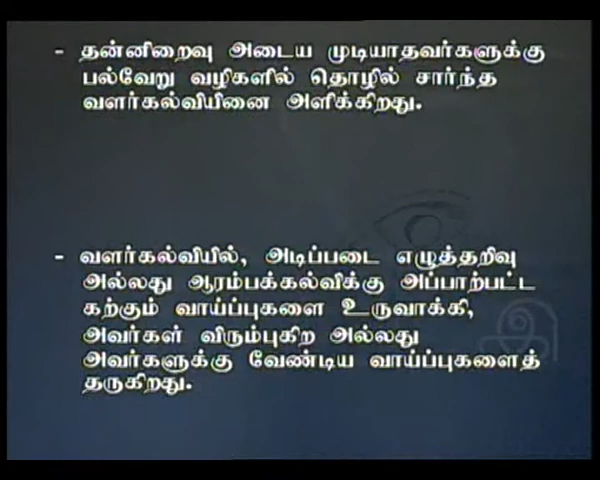 - தன்னிறைவு அடைய முடியாதவர்களுக்கு
பல்வேறு வழிகளில் தொழில் சார்ந்த
வளர்கல்வியினை அளிக்கிறது.
- வளர்கல்வியில், அடிப்படை எழுத்தறிவு
அல்லது ஆரம்பக்கல்விக்கு அப்பாற்பட்ட
கற்கும் வாய்ப்புகளை உருவாக்கி,
அவர்கள் விரும்புகிற அல்லது
அவர்களுக்கு வேண்டிய வாய்ப்புகளைத்
தருகிறது.